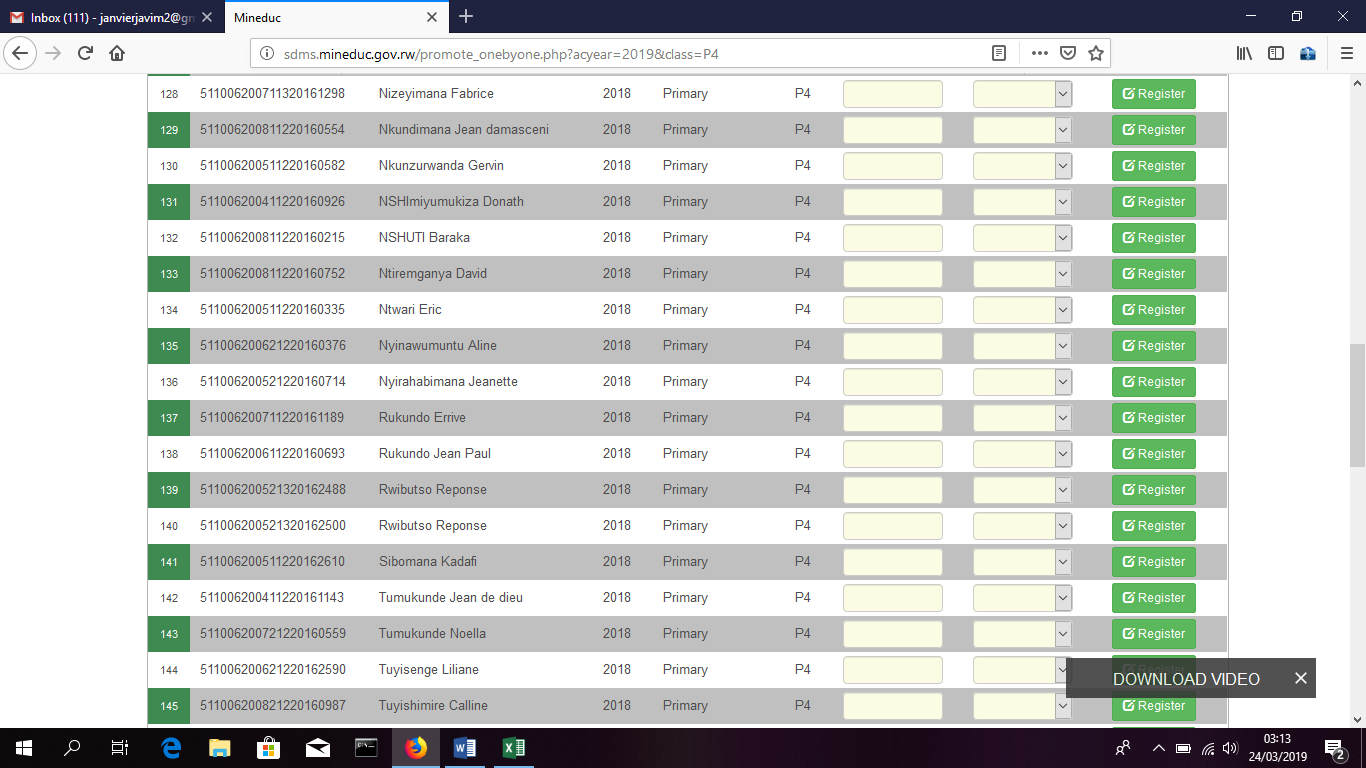 Inbox (111) - janvierjavim2@gm
Mineduc
sdms.mineduc.gov.rw/promote_onebyone.php?acyear=2019&class=P4
128 511006200711320161298 Nizeyimana Fabrice 2018 Primary P4 Register
129 511006200811220160554 Nkundimana Jean damasceni 2018 Primary P4 Register
130 511006200511220160582 Nkunzurwanda Gervin 2018 Primary P4 Register
131 511006200411220160926 NSHImiyumukiza Donath 2018 Primary P4 Register
132 511006200811220160215 NSHUTI Baraka 2018 Primary P4 Register
133 511006200811220160752 Ntiremganya David 2018 Primary P4 Register
134 511006200511220160335 Ntwari Eric 2018 Primary P4 Register
135 511006200621220160376 Nyinawumuntu Aline 2018 Primary P4 Register
136 511006200521220160714 Nyirahabimana Jeanette 2018 Primary P4 Register
137 511006200711220161189 Rukundo Errive 2018 Primary P4 Register
138 511006200611220160693 Rukundo Jean Paul 2018 Primary P4 Register
139 511006200521320162488 Rwibutso Reponse 2018 Primary P4 Register
140 511006200521320162500 Rwibutso Reponse 2018 Primary P4 Register
141 511006200511220162610 Sibomana Kadafi 2018 Primary P4 Register
142 511006200411220161143 Tumukunde Jean de dieu 2018 Primary P4 Register
143 511006200721220160559 Tumukunde Noella 2018 Primary P4 Register
144 511006200621220162590 Tuyisenge Liliane 2018 Primary P4 Register
DOWNLOAD VIDEO
145 511006200821220160987 Tuyishimire Calline 2018 Primary P4 Register
03:13
24/03/2019
2